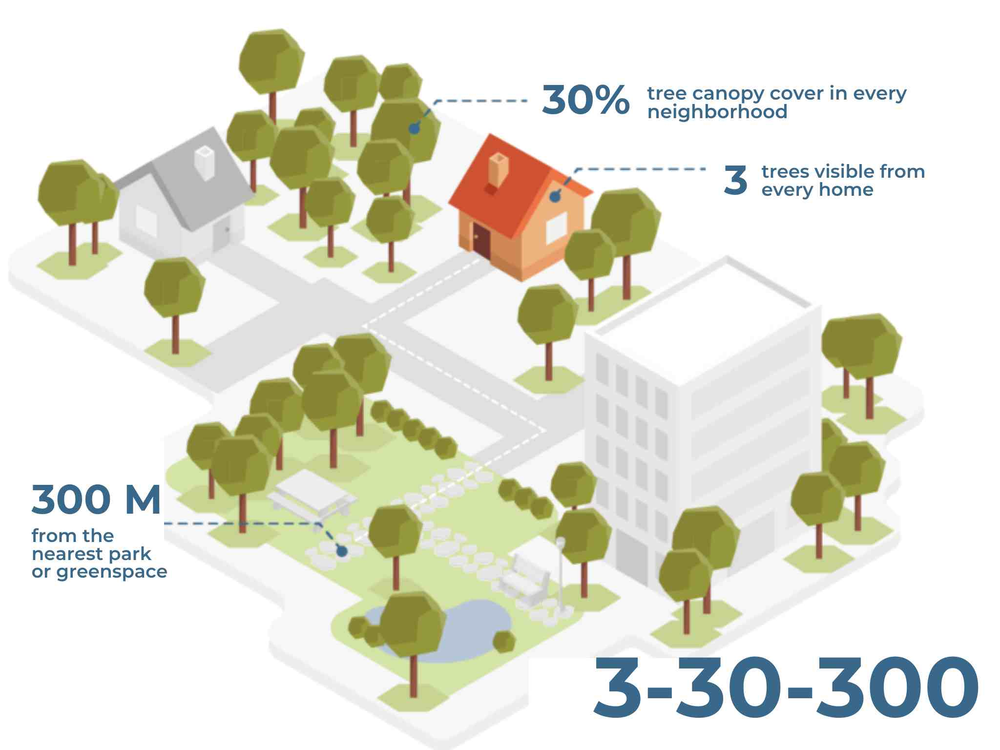 30%
tree canopy cover in every
neighborhood
3
trees visible from
every home
300 M
from the
nearest park
or greenspace
3-30-300